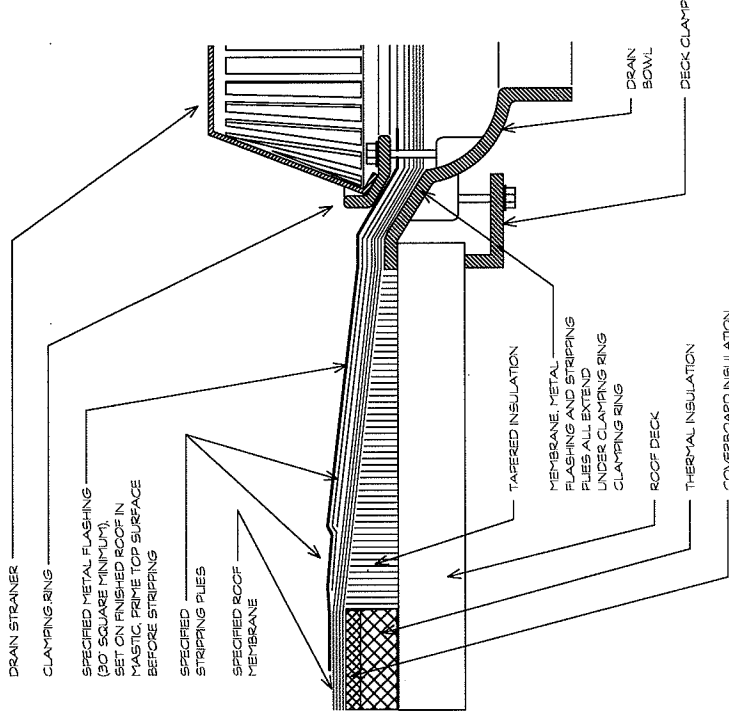 DRAIN STRAINER
CLAMPING RING
SPECIFIED METAL FLASHING
(30" SQUARE MINIMUM),
SET ON FINISHED ROOF IN
MASTIC, PRIME TOP SURFACE
BEFORE STRIPPING
SPECIFIED
STRIPPING PLIES
SPECIFIED ROOF
MEMBRANE
DRAIN
BOWL
DECK CLAMP
TAPERED INSULATION
MEMBRANE, METAL
FLASHING AND STRIPPING
PLIES ALL EXTEND
UNDER CLAMPING RING
CLAMPING RING
ROOF DECK
THERMAL INSULATION
COVERBOARD INSULATION